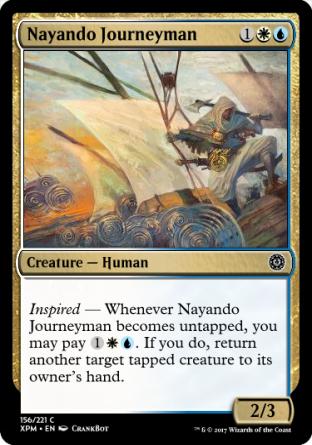 Nayando Journeyman 1
Creature — Human
Inspired — Whenever Nayando
Journeyman becomes untapped, you
may pay 1. If you do, return
another target tapped creature to its
owner's hand.
2/3
156/221 C
XPM • EN CRANKBOT
™ & © 2017 Wizards of the Coast